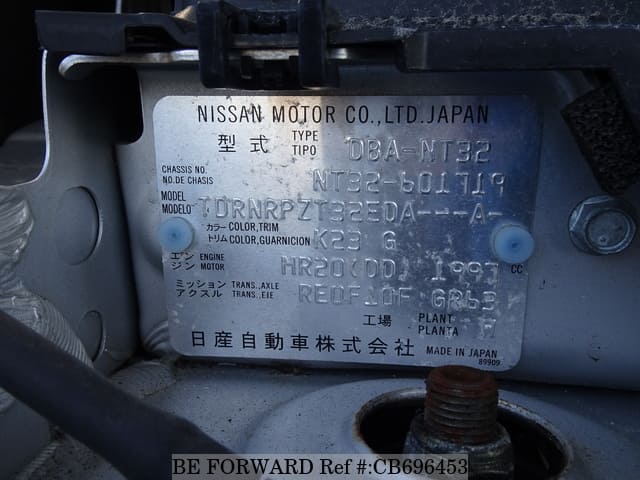 NISSAN MOTOR CO., LTD. JAPAN
型式 TYPE TIPO DBA-NT32
CHASSIS NO. NO. DE CHASIS NT32-601719
MODEL MODELO TDRNRPZT32EDA---A-
カラー COLOR, TRIM トリム COLOR, GUARNICION K23 G
エンジン ENGINE MOTOR HR20(DD) 1997 CC
ミッション TRANS., AXLE アクスル TRANS., EJE RE0F10F GR63
工場 PLANT PLANTA
日産自動車株式会社 MADE IN JAPAN
89909
BE FORWARD Ref #:CB696453